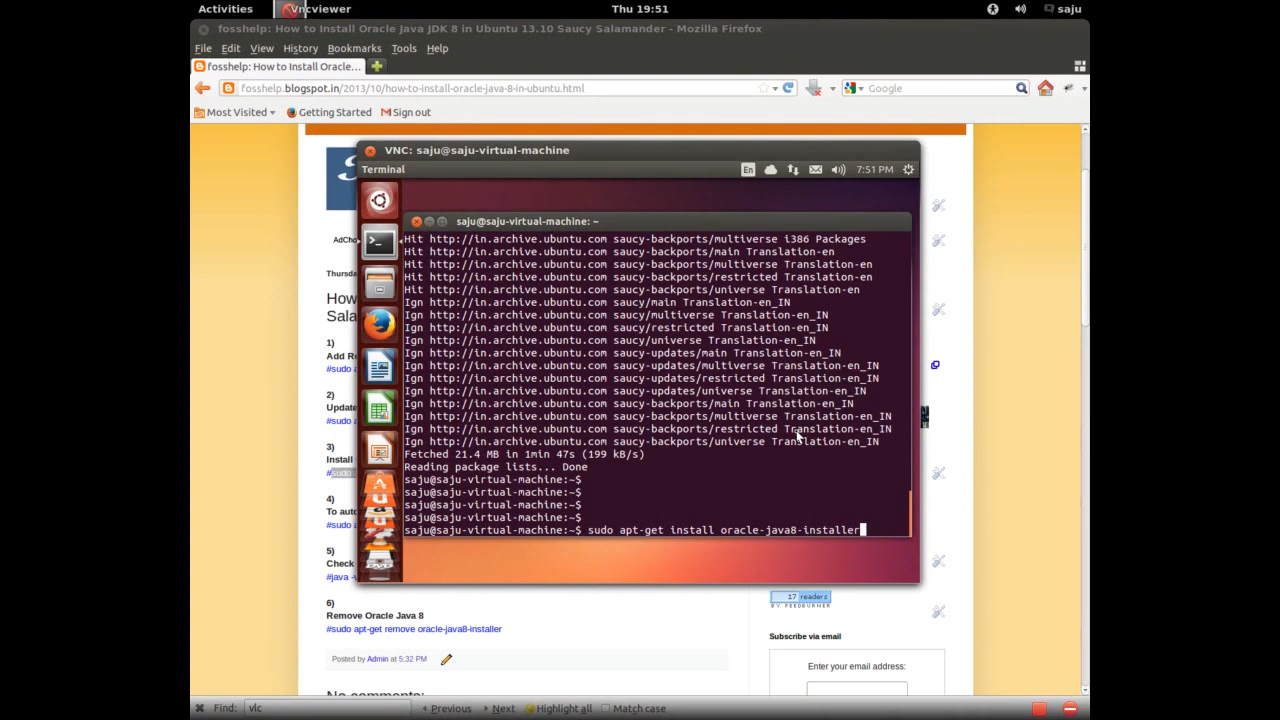 Activities
Vncviewer
Thu 19:51
saju
fosshelp: How to Install Oracle Java JDK 8 in Ubuntu 13.10 Saucy Salamander - Mozilla Firefox
File Edit View History Bookmarks Tools Help
fosshelp: How to Install Oracle...
fosshelp.blogspot.in/2013/10/how-to-install-oracle-java-8-in-ubuntu.html
Google
Most Visited
Getting Started
Sign out
VNC: saju@saju-virtual-machine
Terminal
En
7:51 PM
saju@saju-virtual-machine: ~
Hit http://in.archive.ubuntu.com saucy-backports/multiverse i386 Packages
Hit http://in.archive.ubuntu.com saucy-backports/main Translation-en
Hit http://in.archive.ubuntu.com saucy-backports/multiverse Translation-en
Hit http://in.archive.ubuntu.com saucy-backports/restricted Translation-en
Hit http://in.archive.ubuntu.com saucy-backports/universe Translation-en
Ign http://in.archive.ubuntu.com saucy/main Translation-en_IN
Ign http://in.archive.ubuntu.com saucy/multiverse Translation-en_IN
Ign http://in.archive.ubuntu.com saucy/restricted Translation-en_IN
Ign http://in.archive.ubuntu.com saucy/universe Translation-en_IN
Ign http://in.archive.ubuntu.com saucy-updates/main Translation-en_IN
Ign http://in.archive.ubuntu.com saucy-updates/multiverse Translation-en_IN
Ign http://in.archive.ubuntu.com saucy-updates/restricted Translation-en_IN
Ign http://in.archive.ubuntu.com saucy-updates/universe Translation-en_IN
Ign http://in.archive.ubuntu.com saucy-backports/main Translation-en_IN
Ign http://in.archive.ubuntu.com saucy-backports/multiverse Translation-en_IN
Ign http://in.archive.ubuntu.com saucy-backports/restricted Translation-en_IN
Ign http://in.archive.ubuntu.com saucy-backports/universe Translation-en_IN
Fetched 21.4 MB in 1min 47s (199 kB/s)
Reading package lists... Done
saju@saju-virtual-machine:~$
saju@saju-virtual-machine:~$
saju@saju-virtual-machine:~$
saju@saju-virtual-machine:~$
saju@saju-virtual-machine:~$ sudo apt-get install oracle-java8-installer
AdCho
Thursda
How
Sala
1)
Add Re
#sudo a
2)
Update
#sudo a
3)
Install
#sudo
4)
To auto
#sudo a
5)
Check
#java -v
6)
Remove Oracle Java 8
#sudo apt-get remove oracle-java8-installer
Posted by Admin at 5:32 PM
No comments:
17 readers
BY FEEDBURNER
Subscribe via email
Enter your email address:
Find: vlc
Previous
Next
Highlight all
Match case